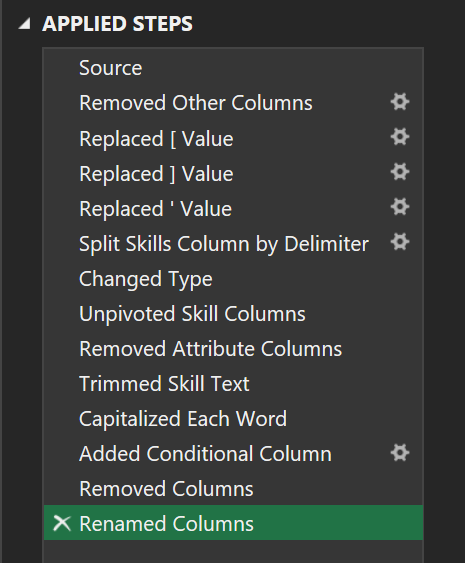 APPLIED STEPS
Source
Removed Other Columns
Replaced [ Value
Replaced ] Value
Replaced ' Value
Split Skills Column by Delimiter
Changed Type
Unpivoted Skill Columns
Removed Attribute Columns
Trimmed Skill Text
Capitalized Each Word
Added Conditional Column
Removed Columns
Renamed Columns